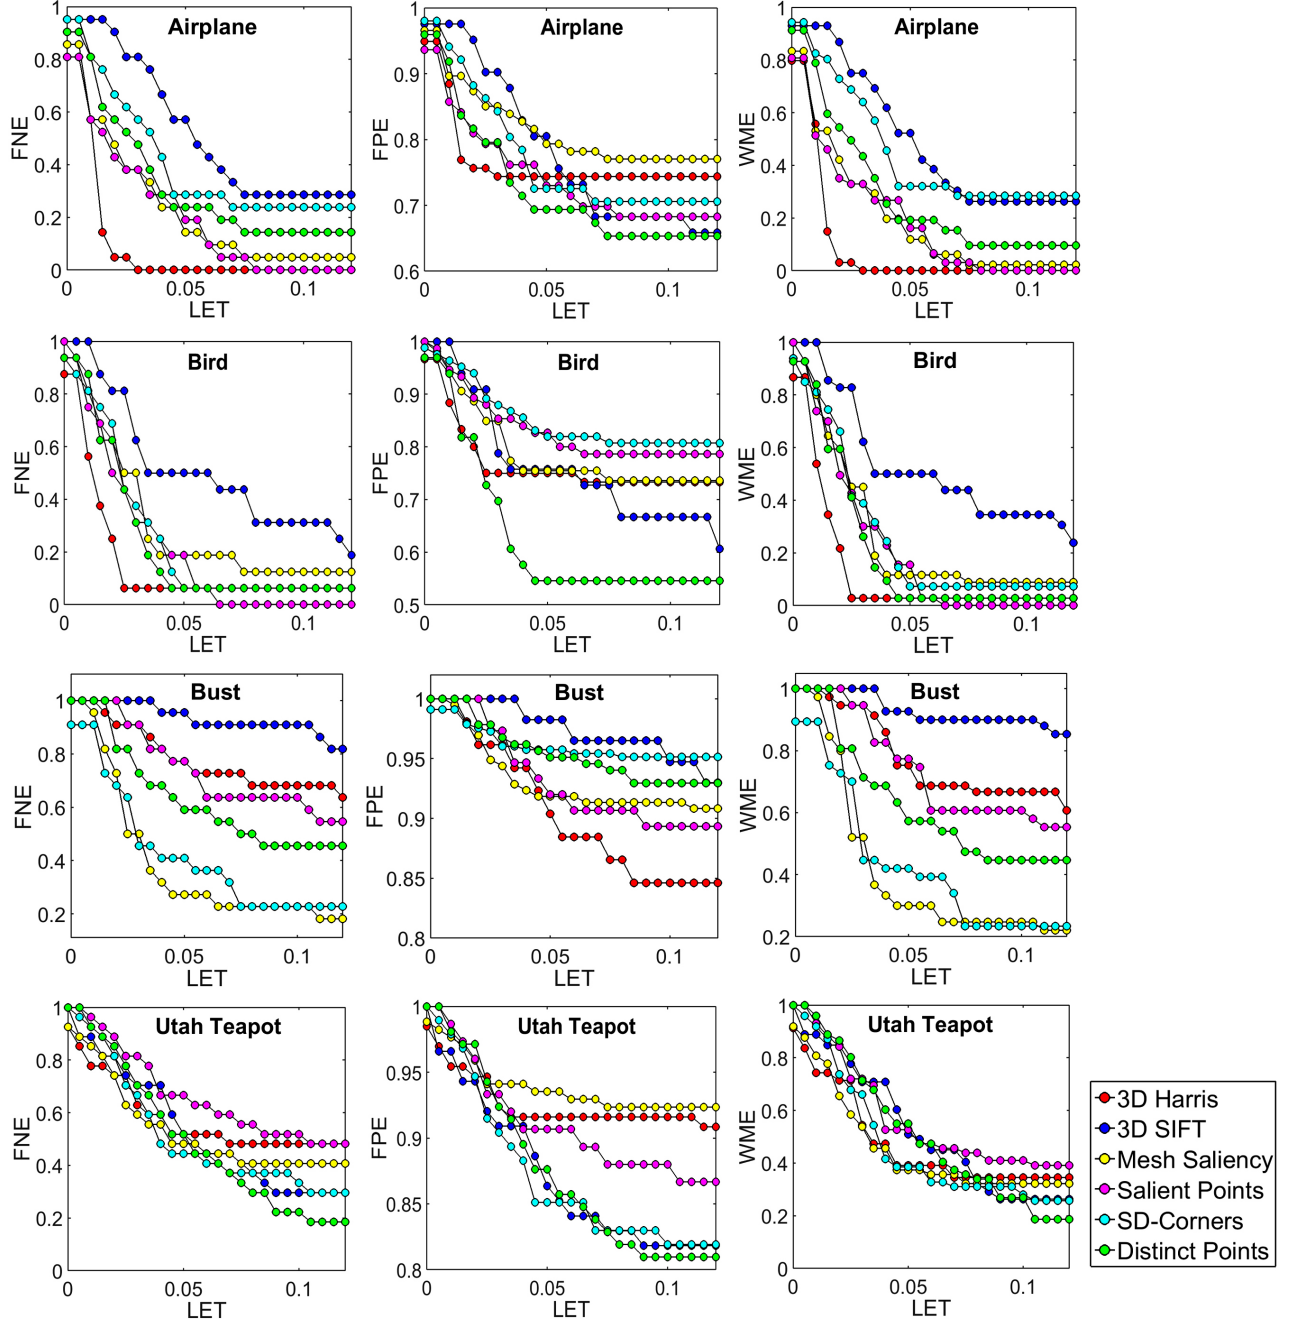 Airplane
FNE
1
0.8
0.6
0.4
0.2
0
0 0.05 0.1
LET
Airplane
FPE
1
0.9
0.8
0.7
0.6
0 0.05 0.1
LET
Airplane
WME
1
0.8
0.6
0.4
0.2
0
0 0.05 0.1
LET
Bird
FNE
1
0.8
0.6
0.4
0.2
0
0 0.05 0.1
LET
Bird
FPE
1
0.9
0.8
0.7
0.6
0.5
0 0.05 0.1
LET
Bird
WME
1
0.8
0.6
0.4
0.2
0
0 0.05 0.1
LET
Bust
FNE
1
0.8
0.6
0.4
0.2
0 0.05 0.1
LET
Bust
FPE
1
0.95
0.9
0.85
0.8
0 0.05 0.1
LET
Bust
WME
1
0.8
0.6
0.4
0.2
0 0.05 0.1
LET
Utah Teapot
FNE
1
0.8
0.6
0.4
0.2
0
0 0.05 0.1
LET
Utah Teapot
FPE
1
0.95
0.9
0.85
0.8
0 0.05 0.1
LET
Utah Teapot
WME
1
0.8
0.6
0.4
0.2
0
0 0.05 0.1
LET
3D Harris
3D SIFT
Mesh Saliency
Salient Points
SD-Corners
Distinct Points